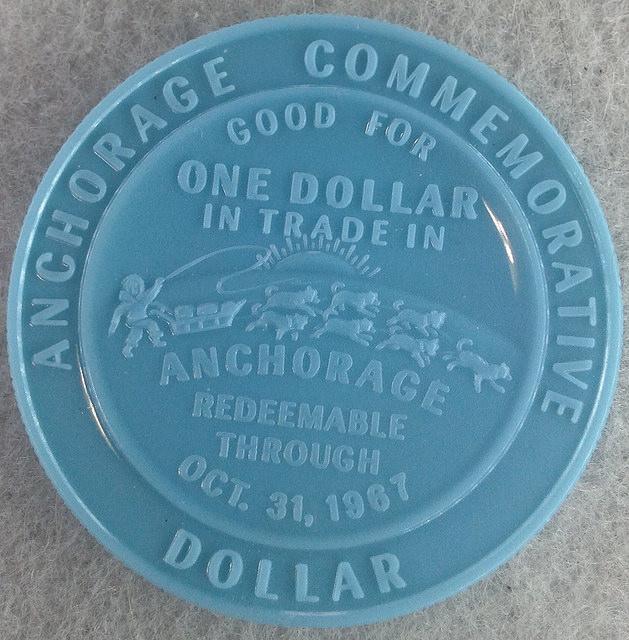 ANCHORAGE COMMEMORATIVE
DOLLAR
GOOD FOR
ONE DOLLAR
IN TRADE IN
ANCHORAGE
REDEEMABLE
THROUGH
OCT. 31, 1967